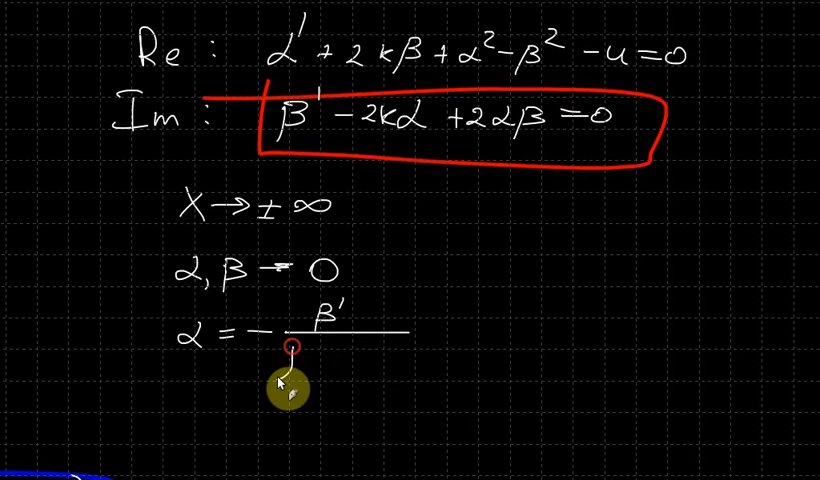 Re : α' + 2kβ + α² - β² - u = 0
Im : β' - 2kα + 2αβ = 0
x → ± ∞
α, β → 0
α = - β'